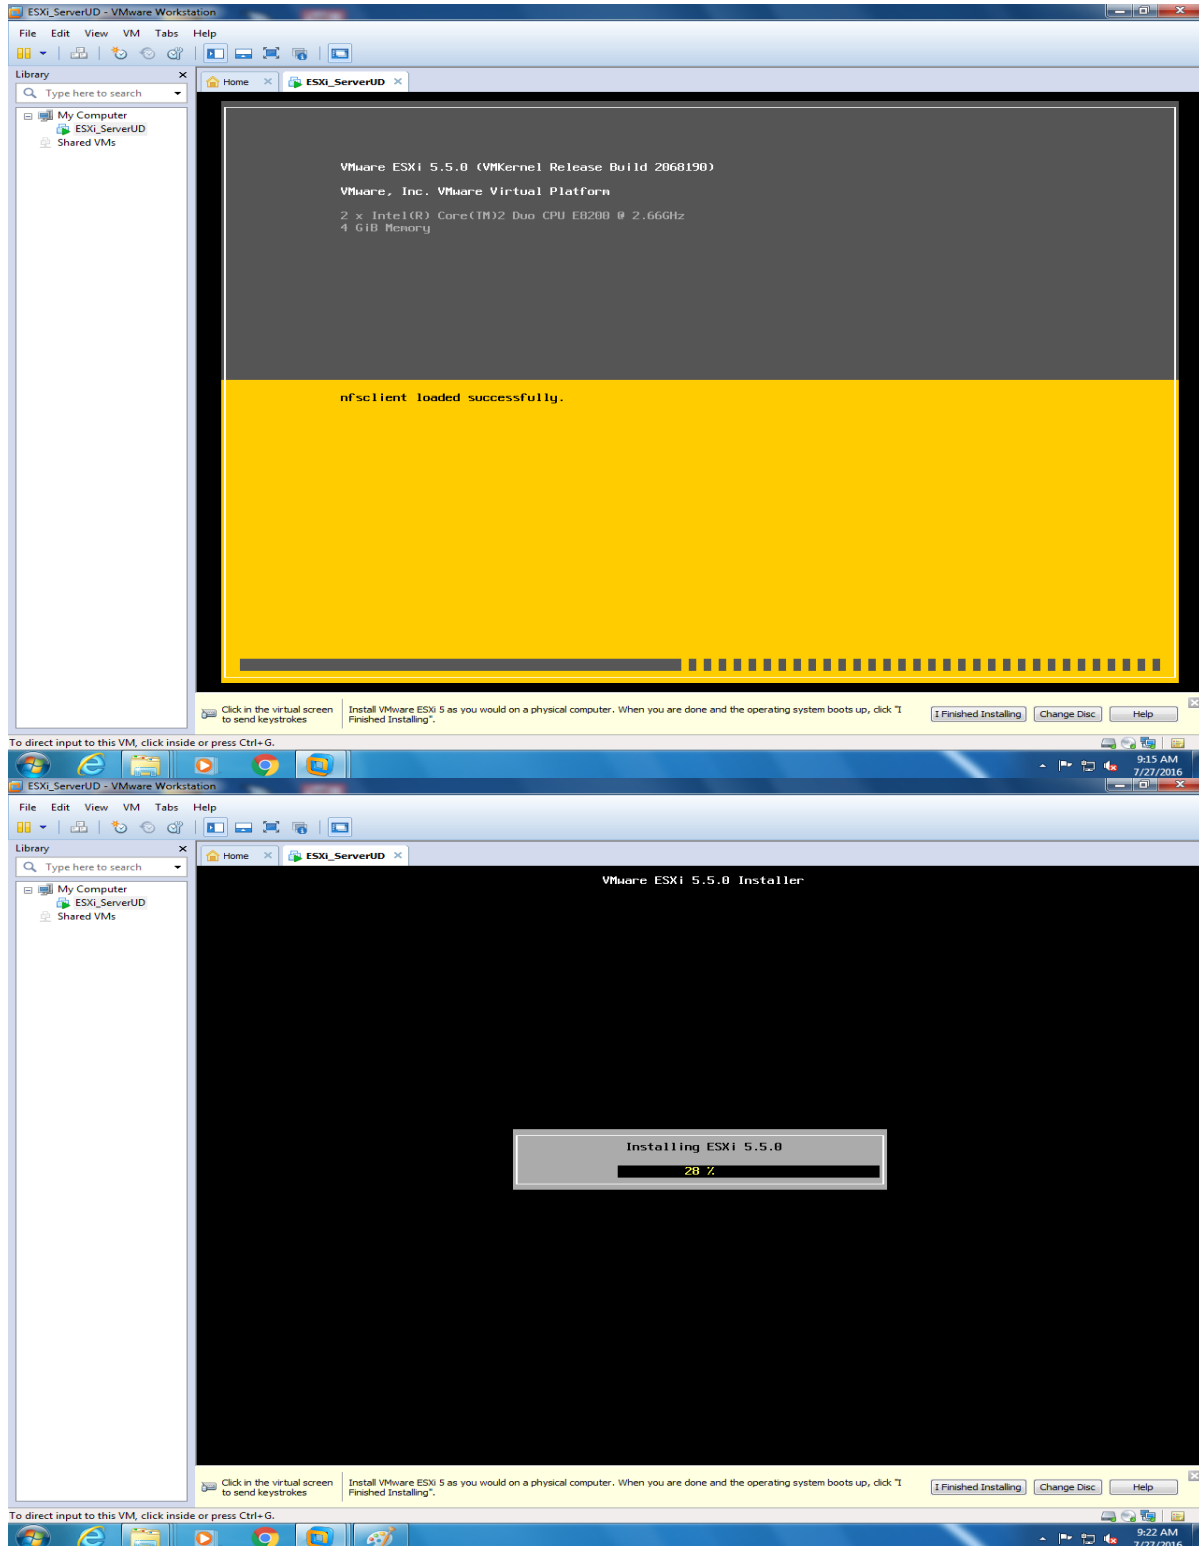 ESXi_ServerUD - VMware Workstation
File Edit View VM Tabs Help
Library
Type here to search
My Computer
ESXi_ServerUD
Shared VMs
Home
ESXi_ServerUD
VMware ESXi 5.5.0 (VMKernel Release Build 2068190)
VMware, Inc. VMware Virtual Platform
2 x Intel(R) Core(TM)2 Duo CPU E8200 @ 2.66GHz
4 GiB Memory
nfsclient loaded successfully.
Click in the virtual screen
to send keystrokes
Install VMware ESXi 5 as you would on a physical computer. When you are done and the operating system boots up, click "I
Finished Installing".
I Finished Installing Change Disc Help
To direct input to this VM, click inside or press Ctrl+G.
9:15 AM
7/27/2016
ESXi_ServerUD - VMware Workstation
File Edit View VM Tabs Help
Library
Type here to search
My Computer
ESXi_ServerUD
Shared VMs
Home
ESXi_ServerUD
VMware ESXi 5.5.0 Installer
Installing ESXi 5.5.0
28 %
Click in the virtual screen
to send keystrokes
Install VMware ESXi 5 as you would on a physical computer. When you are done and the operating system boots up, click "I
Finished Installing".
I Finished Installing Change Disc Help
To direct input to this VM, click inside or press Ctrl+G.
9:22 AM
7/27/2016